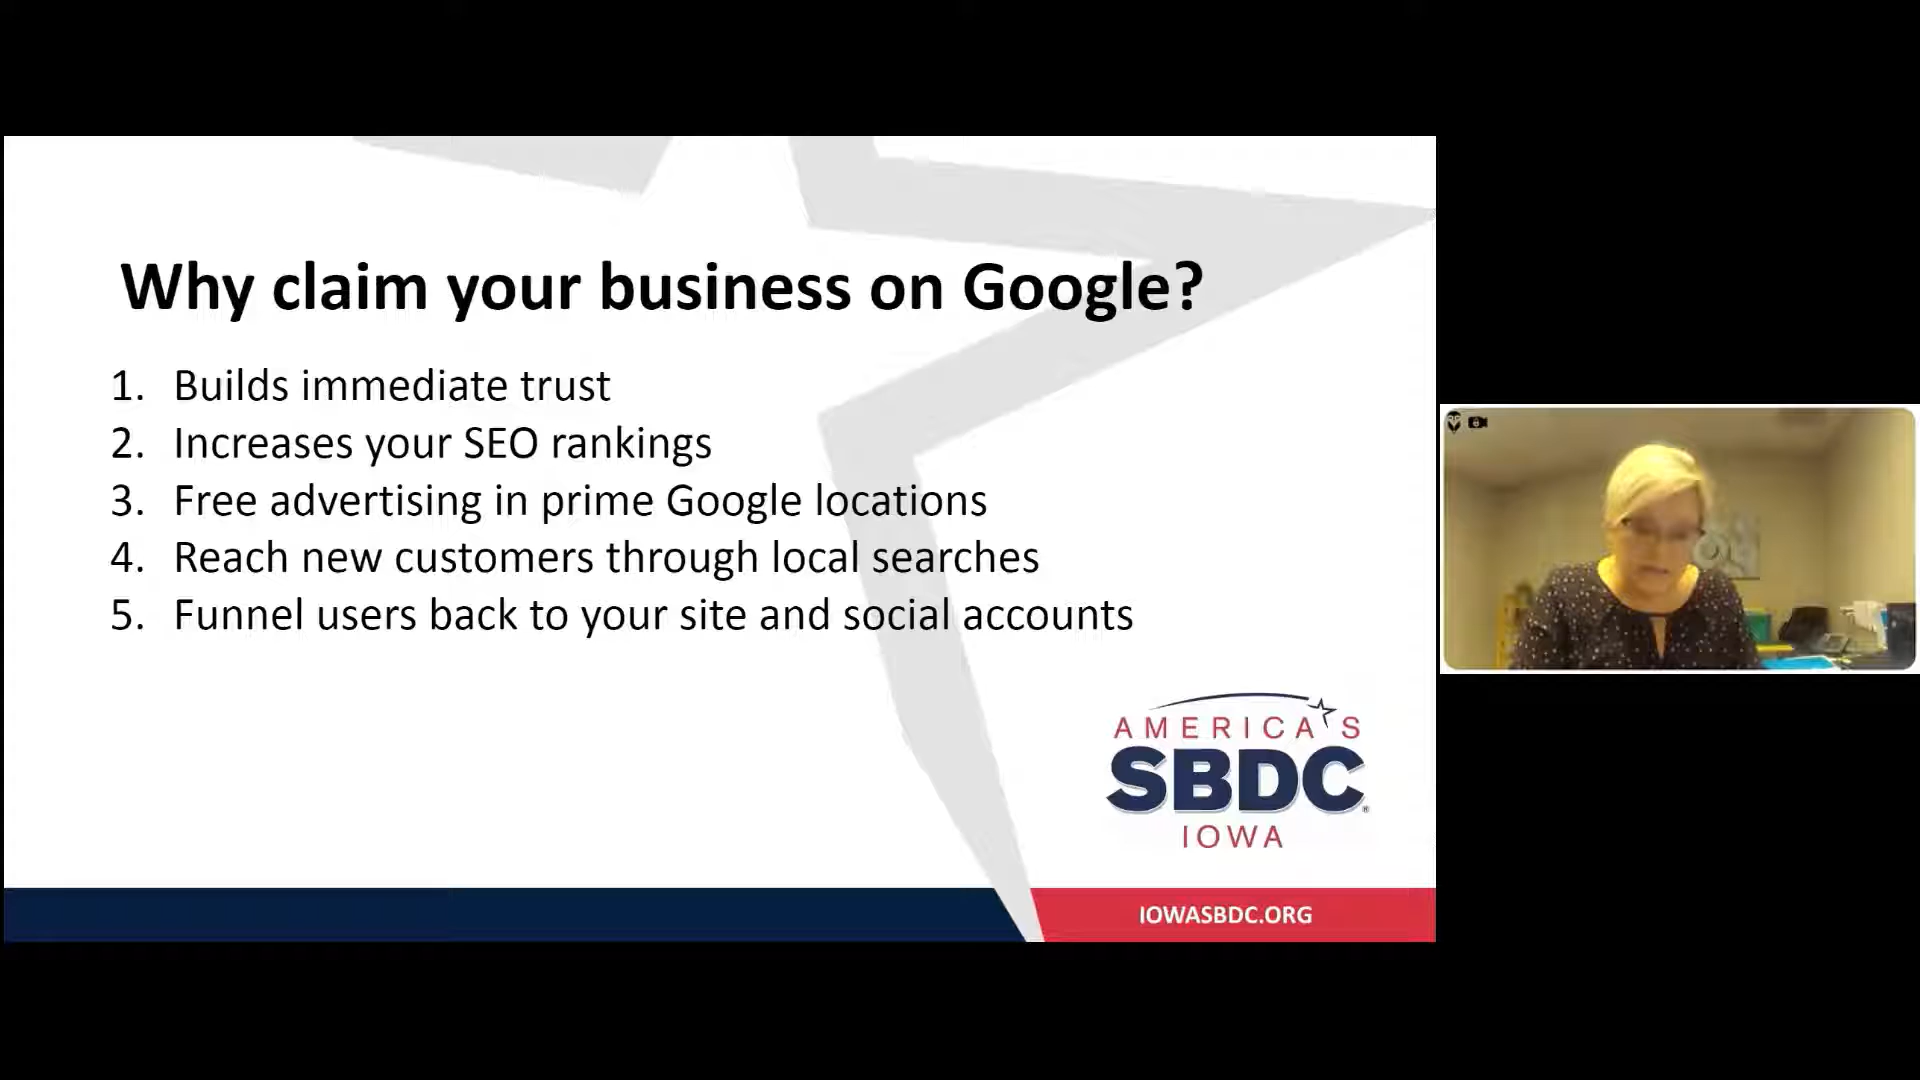 Why claim your business on Google?
1. Builds immediate trust
2. Increases your SEO rankings
3. Free advertising in prime Google locations
4. Reach new customers through local searches
5. Funnel users back to your site and social accounts
AMERICA'S
SBDC®
IOWA
IOWASBDC.ORG